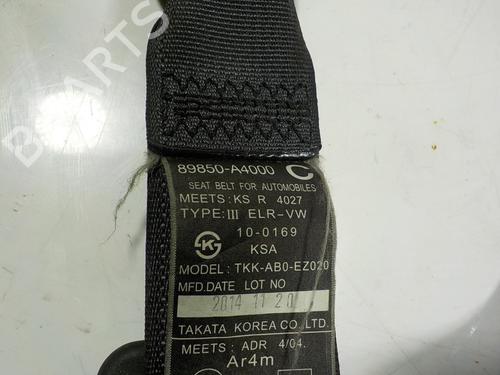 89850-A4000 C
SEAT BELT FOR AUTOMOBILES
MEETS:KS R 4027
TYPE:III ELR-VW
10-0169
KSA
MODEL: TKK-AB0-EZ020
MFD.DATE LOT NO
2014 11 20
TAKATA KOREA CO., LTD.
MEETS: ADR 4/04.
Ar4m